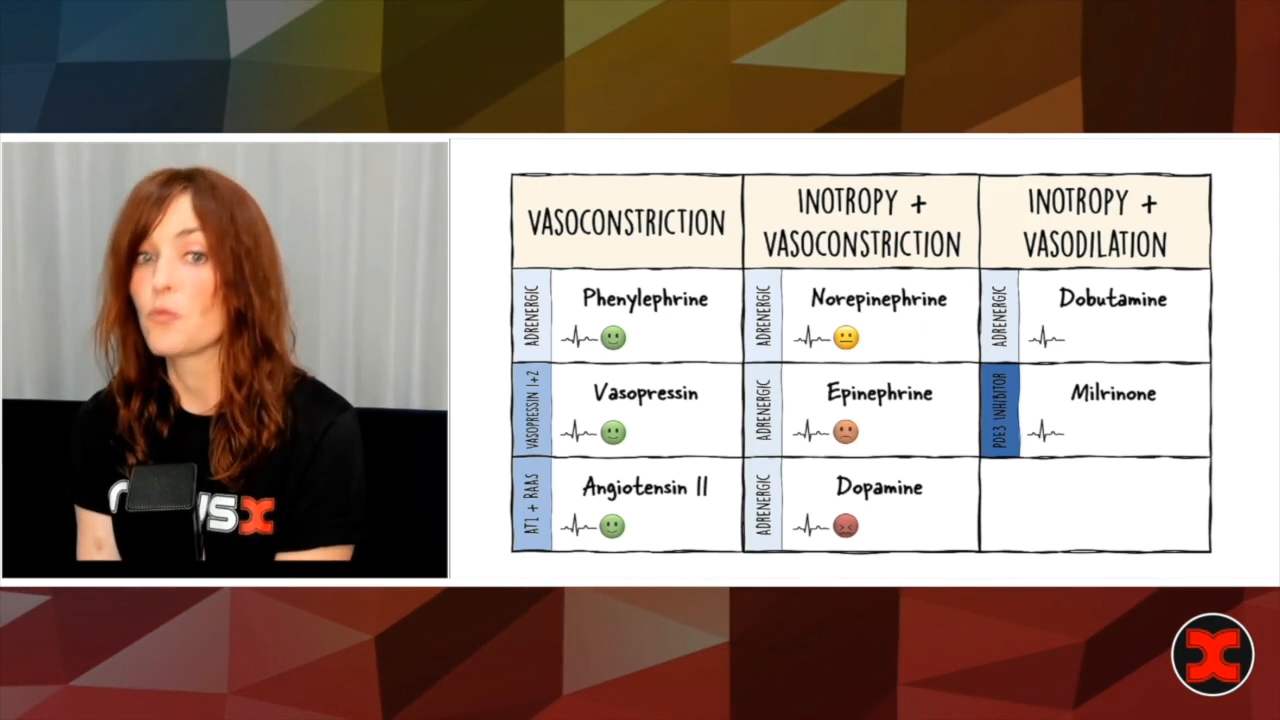 VASOCONSTRICTION
INOTROPY +
VASOCONSTRICTION
INOTROPY +
VASODILATION
ADRENERGIC
Phenylephrine
ADRENERGIC
Norepinephrine
ADRENERGIC
Dobutamine
VASOPRESSIN 1+2
Vasopressin
ADRENERGIC
Epinephrine
PDE3 INHIBITOR
Milrinone
AT1 + RAAS
Angiotensin II
ADRENERGIC
Dopamine